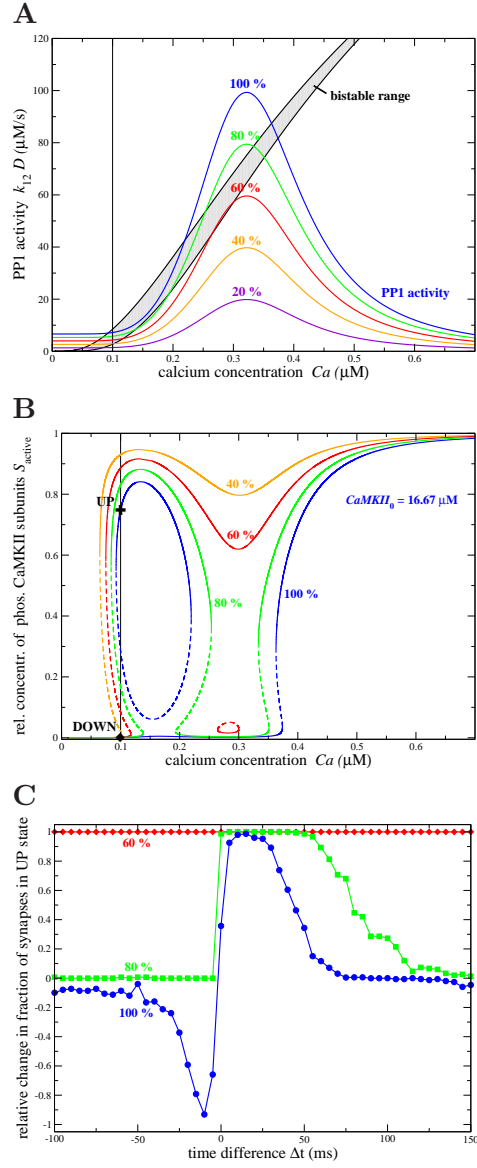 A
120
100
80
60
40
20
0
PP1 activity k12 D (µM/s)
100 %
80 %
60 %
40 %
20 %
bistable range
PP1 activity
0 0.1 0.2 0.3 0.4 0.5 0.6
calcium concentration Ca (µM)
B
1
0.8
0.6
0.4
0.2
0
rel. concentr. of phos. CaMKII subunits Sactive
UP
DOWN
40 %
60 %
80 %
100 %
CaMKII0 = 16.67 µM
0 0.1 0.2 0.3 0.4 0.5 0.6
calcium concentration Ca (µM)
C
1
0.8
0.6
0.4
0.2
0
-0.2
-0.4
-0.6
-0.8
-1
relative change in fraction of synapses in UP state
60 %
80 %
100 %
-100 -50 0 50 100 150
time difference Δt (ms)